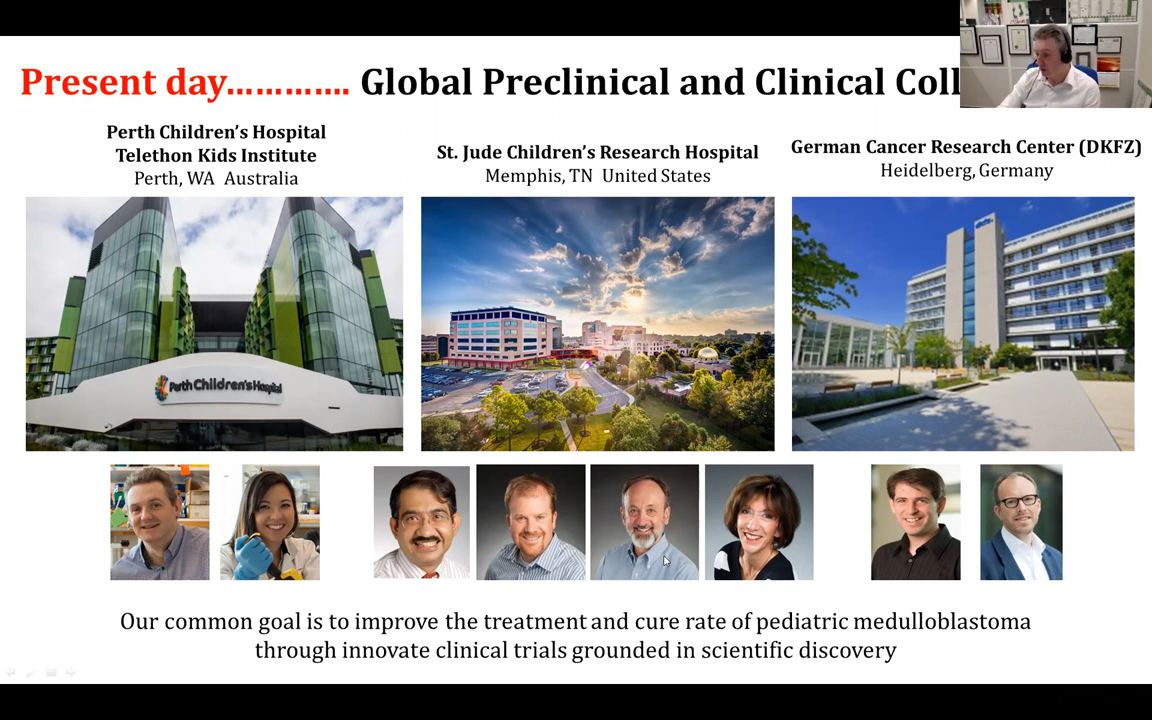 Present day…………. Global Preclinical and Clinical Coll
Perth Children’s Hospital
Telethon Kids Institute
Perth, WA Australia
St. Jude Children’s Research Hospital
Memphis, TN United States
German Cancer Research Center (DKFZ)
Heidelberg, Germany
Perth Children's Hospital
Our common goal is to improve the treatment and cure rate of pediatric medulloblastoma
through innovate clinical trials grounded in scientific discovery